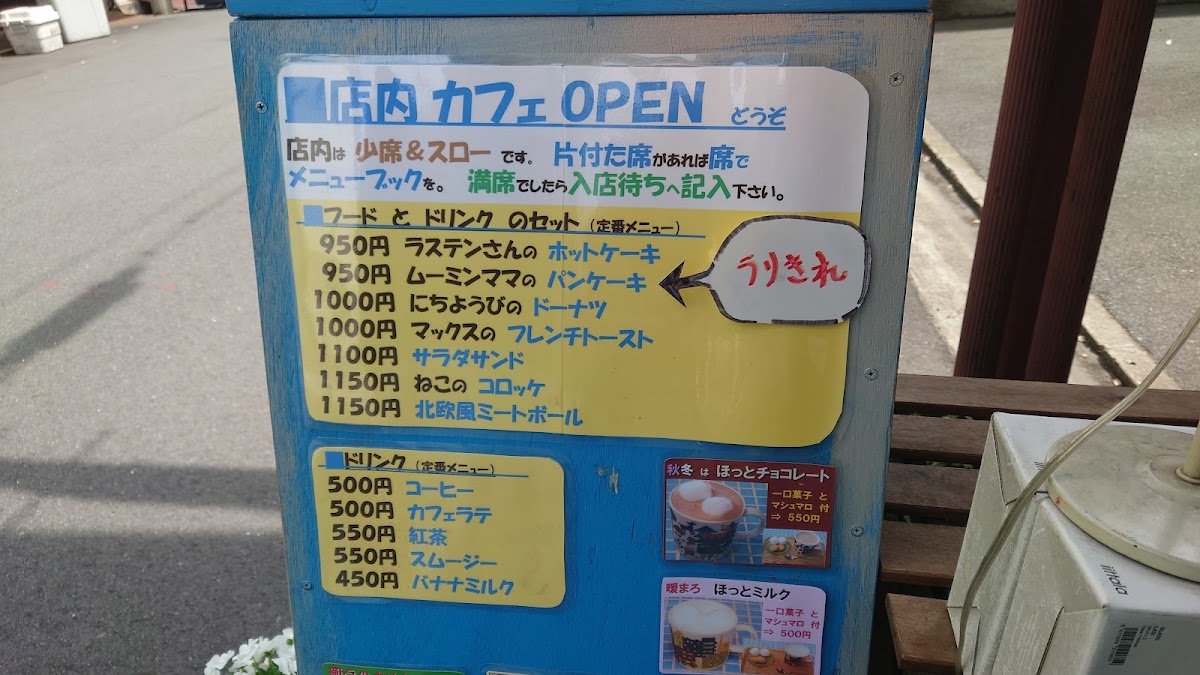 ■店内 カフェ OPEN どうぞ
店内は 少席&スロー です。 片付た席があれば席で
メニューブックを。 満席でしたら入店待ちへ記入下さい。
■フード と ドリンク のセット (定番メニュー)
950円 ラステンさんの ホットケーキ
950円 ムーミンママの パンケーキ
うりきれ
1000円 にちようびの ドーナツ
1000円 マックスの フレンチトースト
1100円 サラダサンド
1150円 ねこの コロッケ
1150円 北欧風ミートボール
■ドリンク (定番メニュー)
500円 コーヒー
500円 カフェラテ
550円 紅茶
550円 スムージー
450円 バナナミルク
秋冬 は ほっとチョコレート
一口菓子 と
マシュマロ 付
⇒ 550円
暖まろ ほっとミルク
一口菓子 と
マシュマロ 付
⇒ 500円
iittala